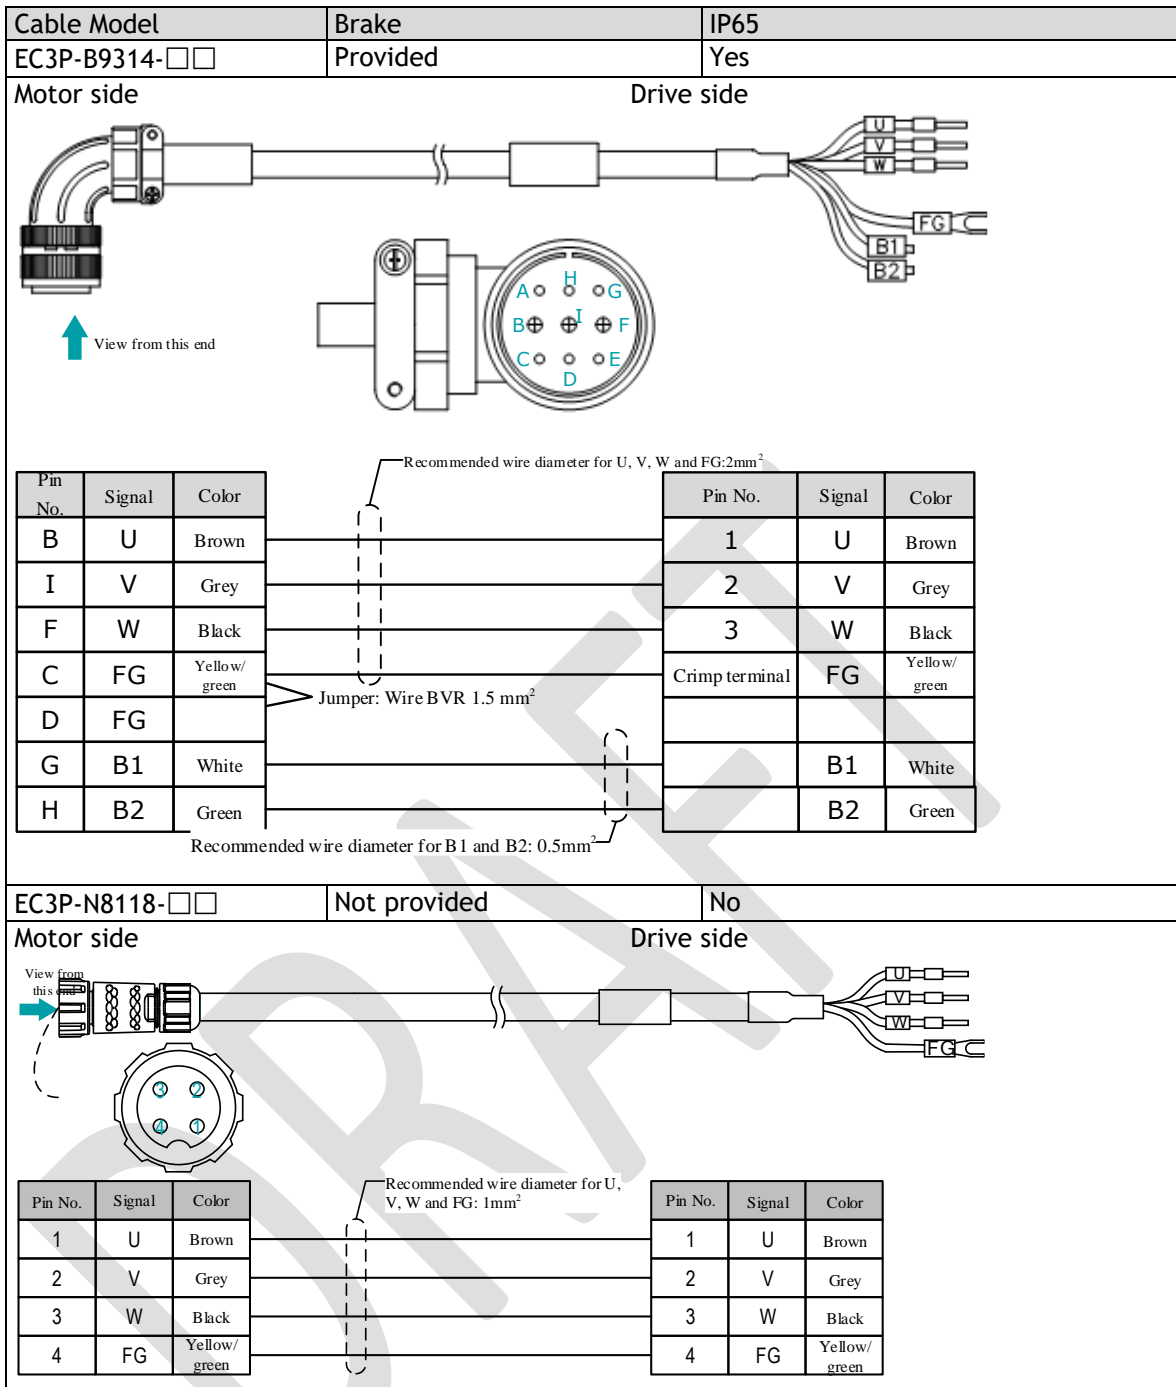 Cable Model Brake IP65
EC3P-B9314-□□ Provided Yes
Motor side Drive side
U
V
W
FG
B1
B2
View from this end
A H G
B I F
C D E
Recommended wire diameter for U, V, W and FG:2mm²
Pin No. Signal Color Pin No. Signal Color
B U Brown 1 U Brown
I V Grey 2 V Grey
F W Black 3 W Black
C FG Yellow/green Crimp terminal FG Yellow/green
Jumper: Wire BVR 1.5 mm²
D FG
G B1 White B1 White
H B2 Green B2 Green
Recommended wire diameter for B1 and B2: 0.5mm²
EC3P-N8118-□□ Not provided No
Motor side Drive side
View from
this end
U
V
W
FG
3 2
4 1
Recommended wire diameter for U,
V, W and FG: 1mm²
Pin No. Signal Color Pin No. Signal Color
1 U Brown 1 U Brown
2 V Grey 2 V Grey
3 W Black 3 W Black
4 FG Yellow/green 4 FG Yellow/green
DRAFT